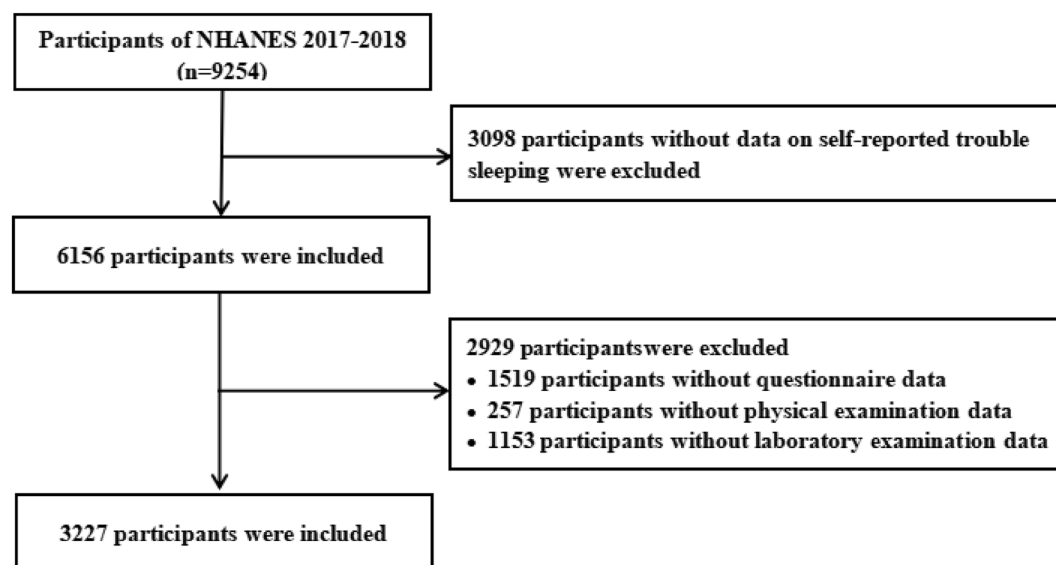 Participants of NHANES 2017-2018
(n=9254)
3098 participants without data on self-reported trouble
sleeping were excluded
6156 participants were included
2929 participantswere excluded
• 1519 participants without questionnaire data
• 257 participants without physical examination data
• 1153 participants without laboratory examination data
3227 participants were included